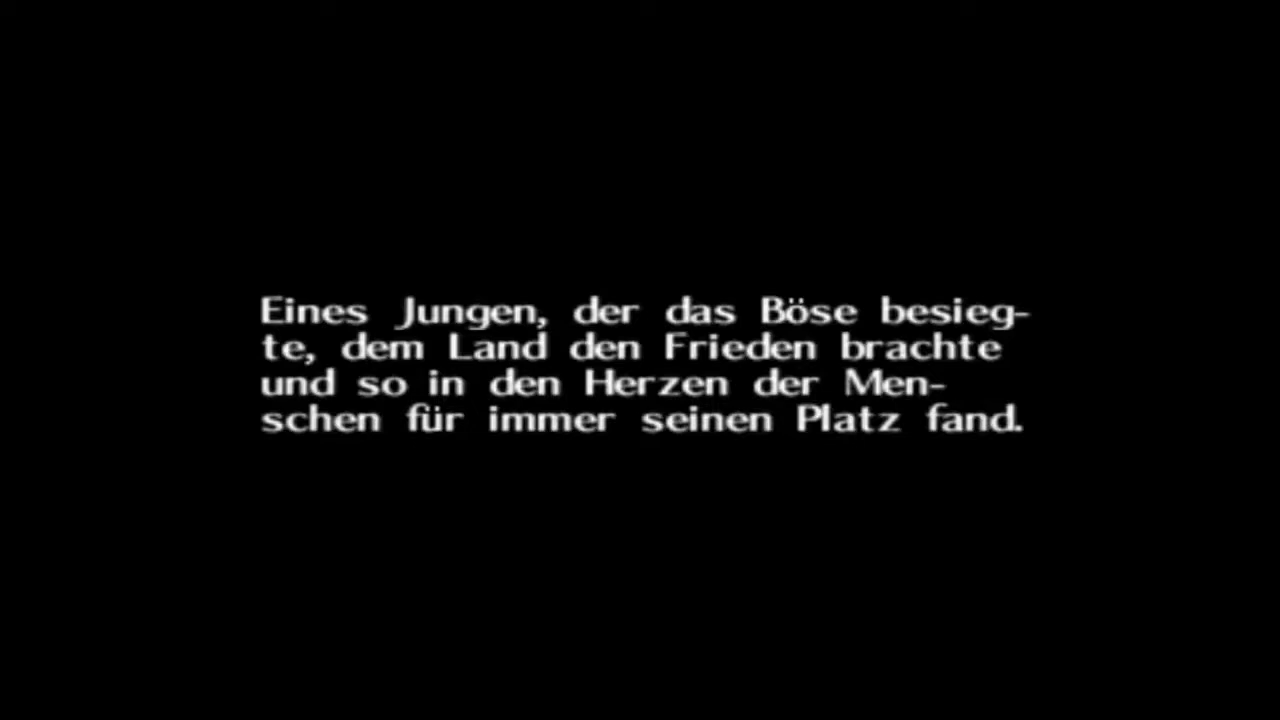 Eines Jungen, der das Böse besieg-
te, dem Land den Frieden brachte
und so in den Herzen der Men-
schen für immer seinen Platz fand.